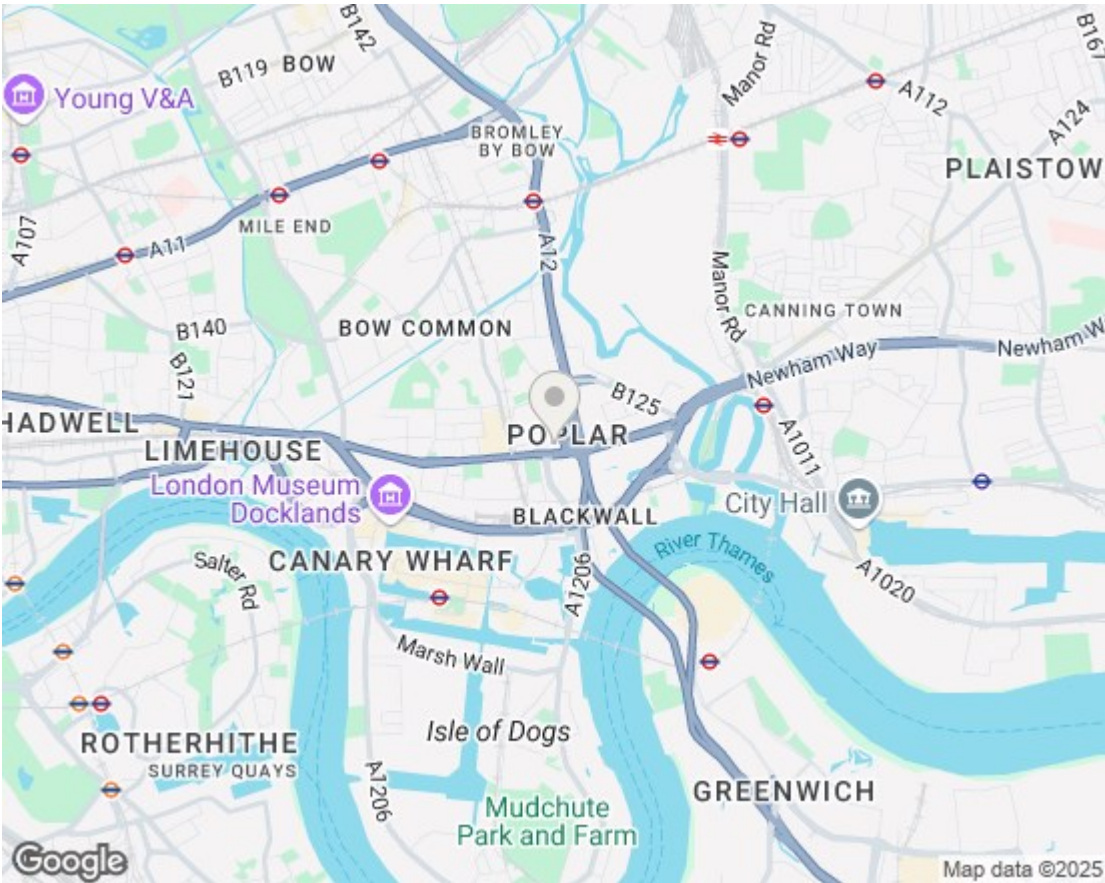 B142
B119
BOW
Young V&A
BROMLEY
BY BOW
Manor Rd
A112
B167
A124
PLAISTOW
A107
A11
MILE END
A12
B140
BOW COMMON
Manor Rd
CANNING TOWN
B121
Newham Way
Newham W
B125
HADWELL
LIMEHOUSE
POPLAR
A1011
London Museum
Docklands
City Hall
BLACKWALL
River Thames
CANARY WHARF
Salter Rd
A1206
A1020
Marsh Wall
Isle of Dogs
ROTHERHITHE
SURREY QUAYS
A1206
GREENWICH
Mudchute
Park and Farm
Google
Map data ©2025